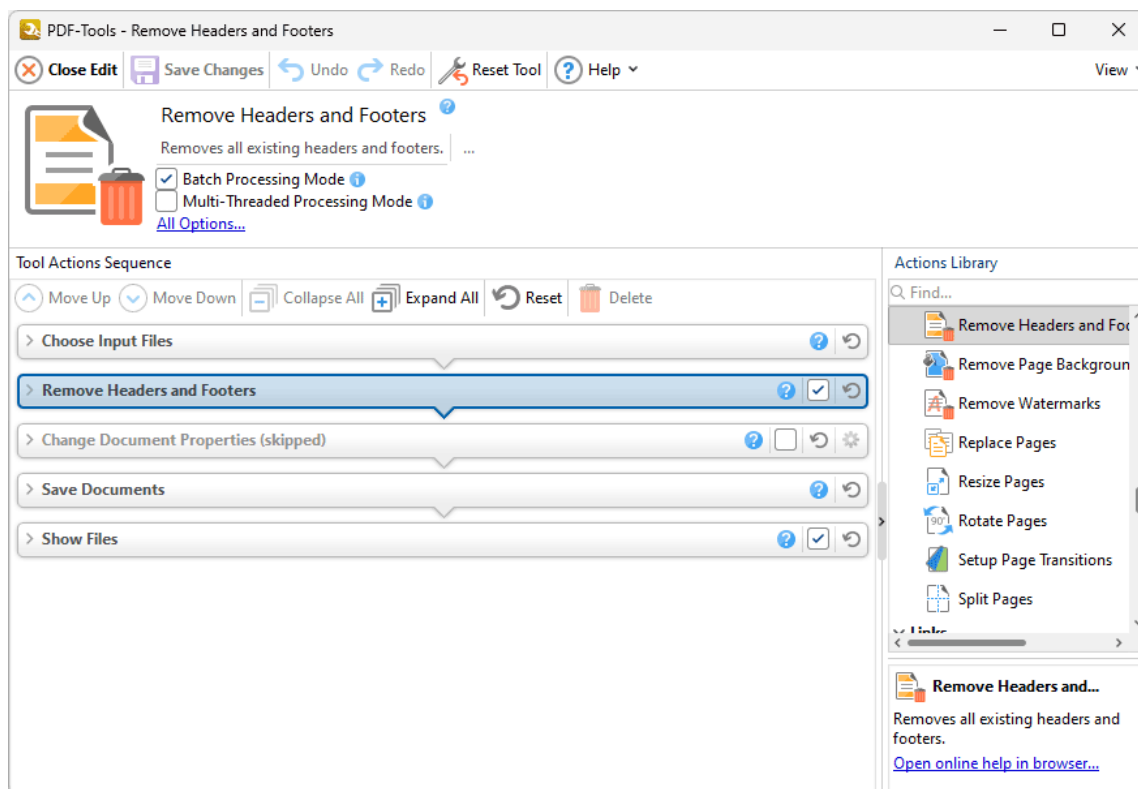 PDF-Tools - Remove Headers and Footers
Close Edit Save Changes Undo Redo Reset Tool ? Help View
Remove Headers and Footers ?
Removes all existing headers and footers. ...
Batch Processing Mode i
Multi-Threaded Processing Mode i
All Options...
Tool Actions Sequence
Move Up Move Down Collapse All Expand All Reset Delete
Choose Input Files ?
Remove Headers and Footers ?
Change Document Properties (skipped) ?
Save Documents ?
Show Files ?
Actions Library
Find...
Remove Headers and Foo
Remove Page Backgroun
Remove Watermarks
Replace Pages
Resize Pages
90° Rotate Pages
Setup Page Transitions
Split Pages
Links
Remove Headers and...
Removes all existing headers and
footers.
Open online help in browser...